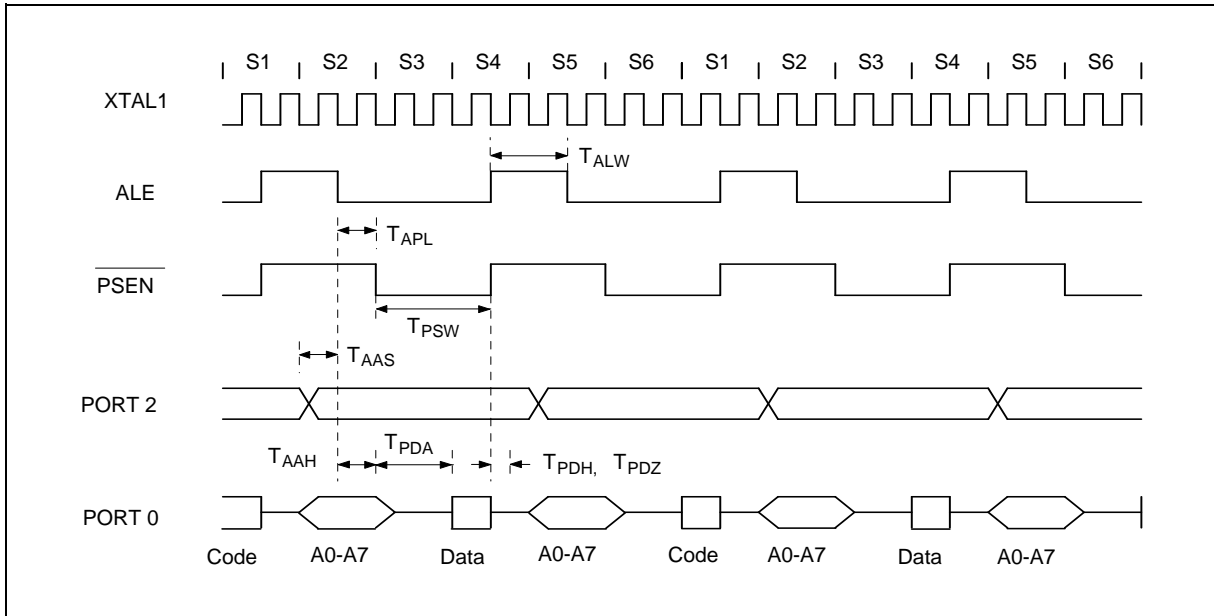 S1 S2 S3 S4 S5 S6 S1 S2 S3 S4 S5 S6
XTAL1
TALW
ALE
TAPL
PSEN
TPSW
TAAS
PORT 2
TAAH TPDA TPDH, TPDZ
PORT 0
Code A0-A7 Data A0-A7 Code A0-A7 Data A0-A7